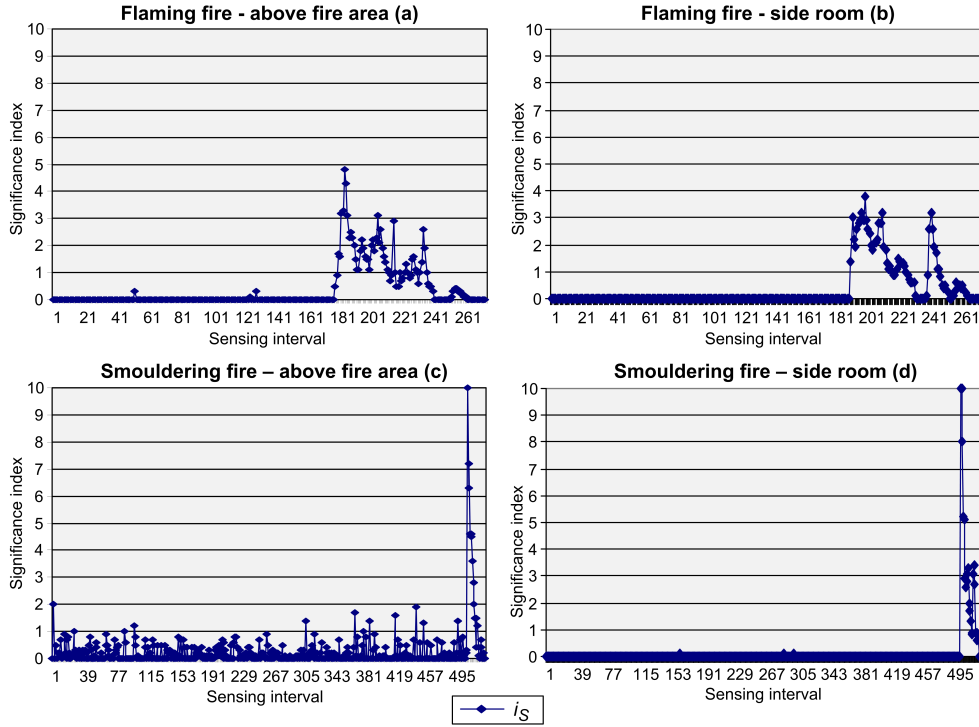 Flaming fire - above fire area (a)
10
9
8
7
6
5
4
3
2
1
0
Significance index
1 21 41 61 81 101 121 141 161 181 201 221 241 261
Sensing interval
Flaming fire - side room (b)
10
9
8
7
6
5
4
3
2
1
0
Significance index
1 21 41 61 81 101 121 141 161 181 201 221 241 261
Sensing interval
Smouldering fire – above fire area (c)
10
9
8
7
6
5
4
3
2
1
0
Significance index
1 39 77 115 153 191 229 267 305 343 381 419 457 495
Sensing interval
Smouldering fire – side room (d)
10
9
8
7
6
5
4
3
2
1
0
Significance index
1 39 77 115 153 191 229 267 305 343 381 419 457 495
Sensing interval
iS